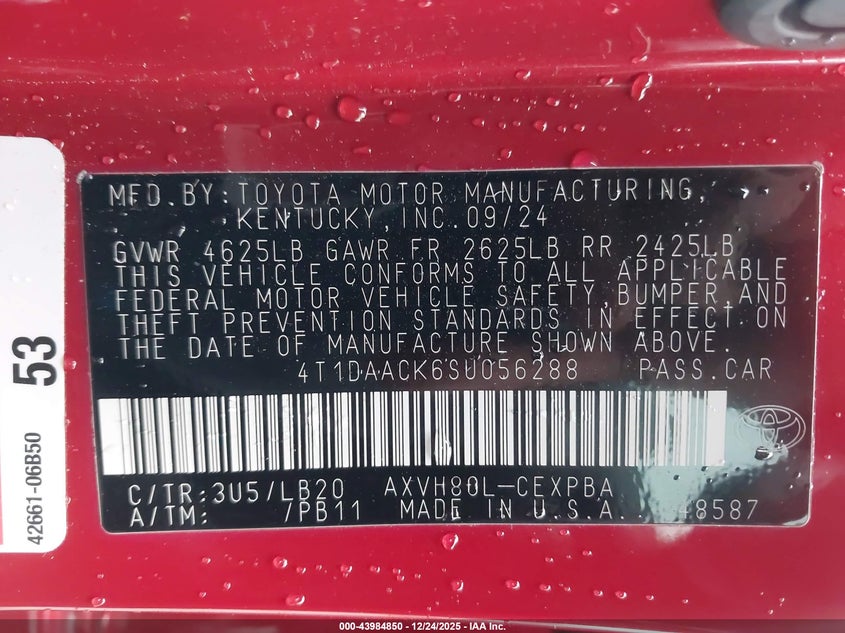 MFD.BY:TOYOTA MOTOR MANUFACTURING,
KENTUCKY,INC.09/24
GVWR 4625LB GAWR FR 2625LB RR 2425LB
THIS VEHICLE CONFORMS TO ALL APPLICABLE
FEDERAL MOTOR VEHICLE SAFETY,BUMPER,AND
THEFT PREVENTION STANDARDS IN EFFECT ON
THE DATE OF MANUFACTURE SHOWN ABOVE.
4T1DAACK6SU056288 PASS.CAR
C/TR:3U5/LB20 AXVH80L-CEXPBA
A/TM: /PB11 MADE IN U.S.A. 48587
53
42661-06B50
000-43984850 - 12/24/2025 - IAA Inc.